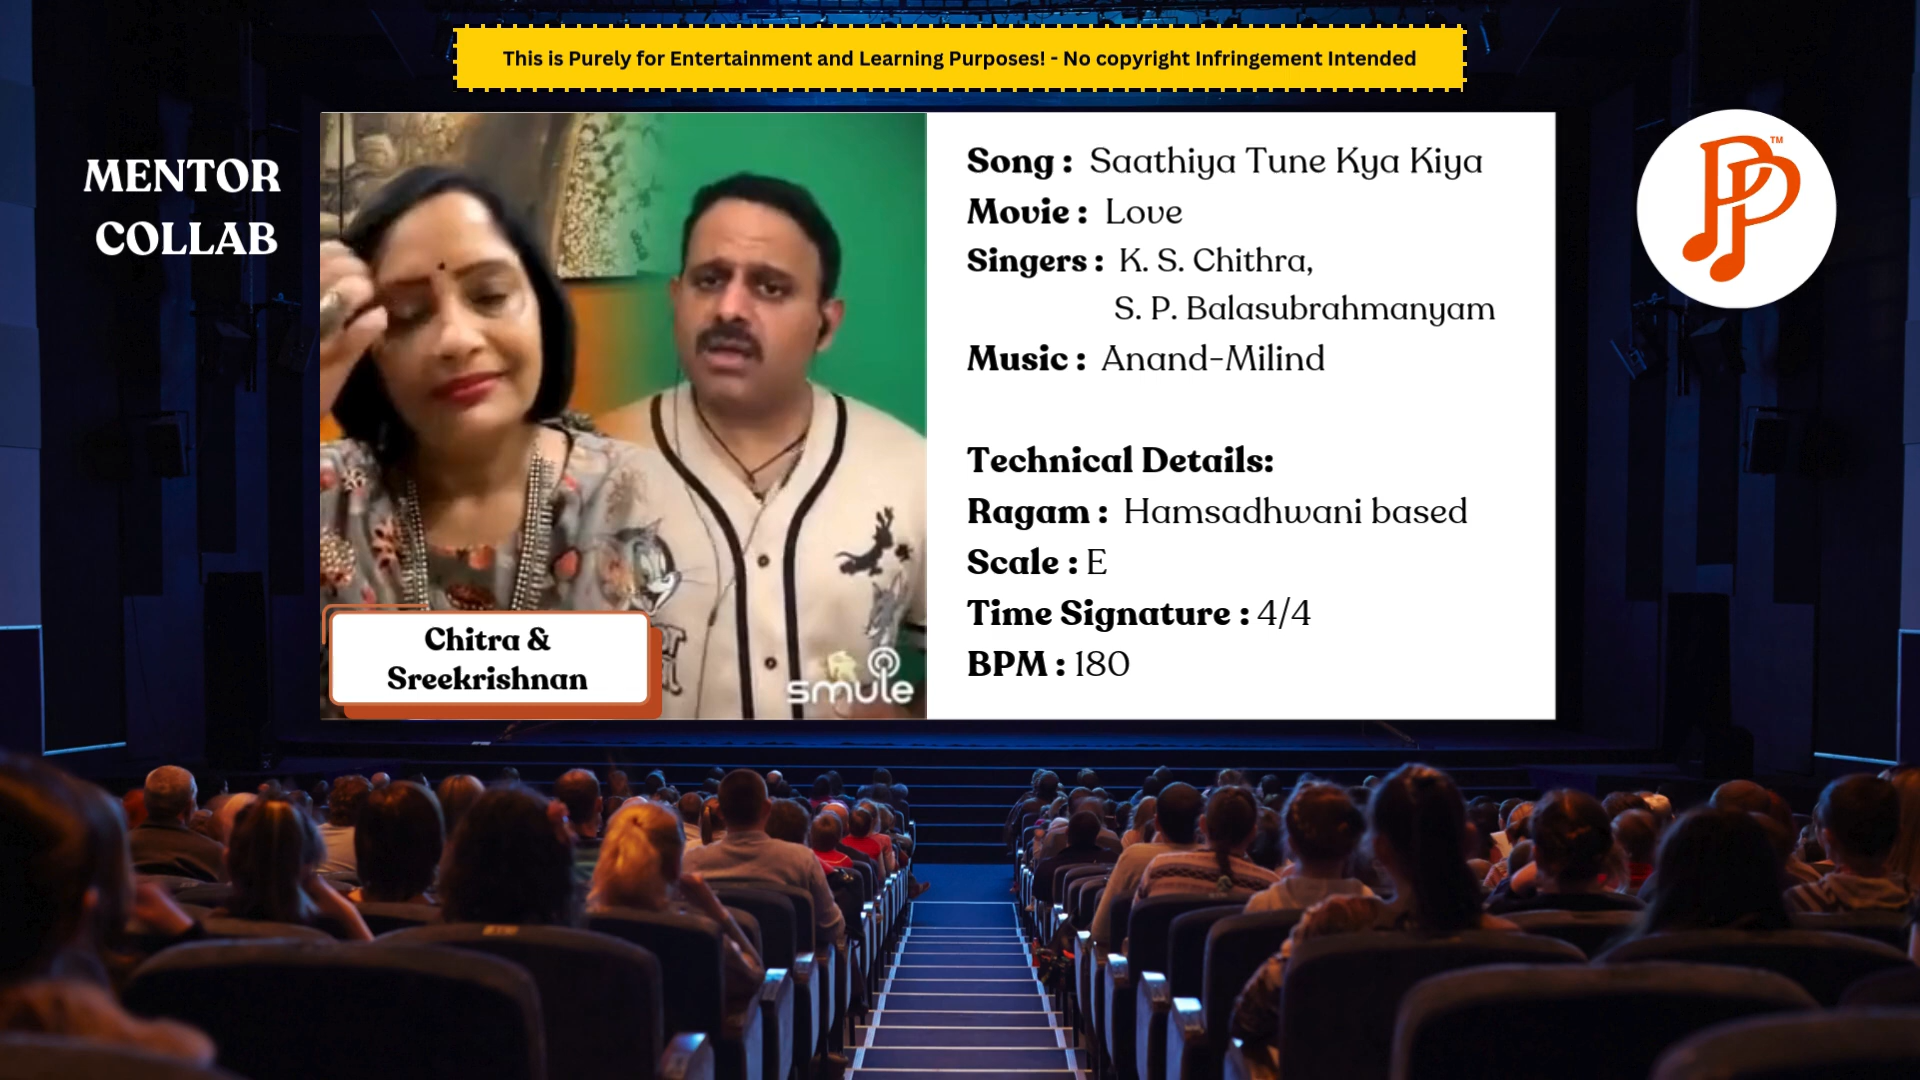 This is Purely for Entertainment and Learning Purposes! - No copyright Infringement Intended
MENTOR
COLLAB
Song : Saathiya Tune Kya Kiya
Movie : Love
Singers : K. S. Chithra,
S. P. Balasubrahmanyam
Music : Anand-Milind
Technical Details:
Ragam : Hamsadhwani based
Scale : E
Time Signature : 4/4
BPM : 180
Chitra &
Sreekrishnan
smule
PP
TM